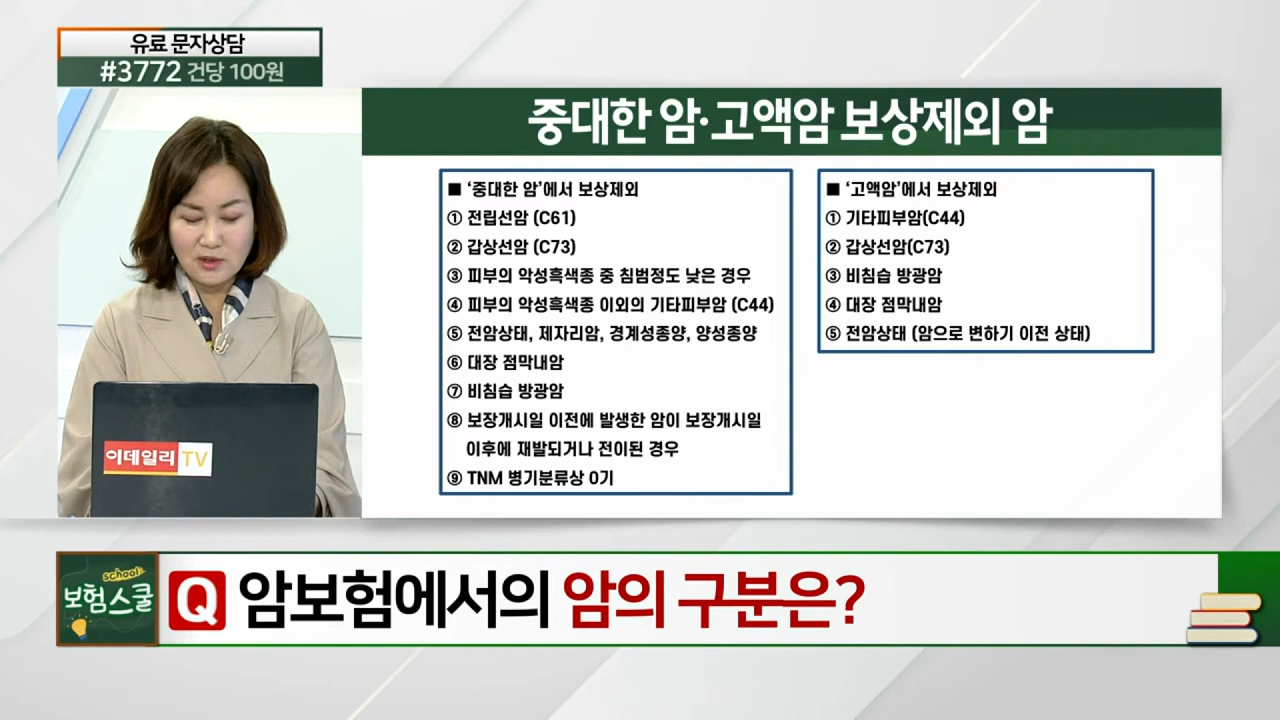 유료 문자상담
#3772 건당 100원
중대한 암·고액암 보상제외 암
■ ‘중대한 암’에서 보상제외
① 전립선암 (C61)
② 갑상선암 (C73)
③ 피부의 악성흑색종 중 침범정도 낮은 경우
④ 피부의 악성흑색종 이외의 기타피부암 (C44)
⑤ 전암상태, 제자리암, 경계성종양, 양성종양
⑥ 대장 점막내암
⑦ 비침습 방광암
⑧ 보장개시일 이전에 발생한 암이 보장개시일
이후에 재발되거나 전이된 경우
⑨ TNM 병기분류상 0기
■ ‘고액암’에서 보상제외
① 기타피부암(C44)
② 갑상선암(C73)
③ 비침습 방광암
④ 대장 점막내암
⑤ 전암상태 (암으로 변하기 이전 상태)
이데일리 TV
school
보험스쿨
Q 암보험에서의 암의 구분은?